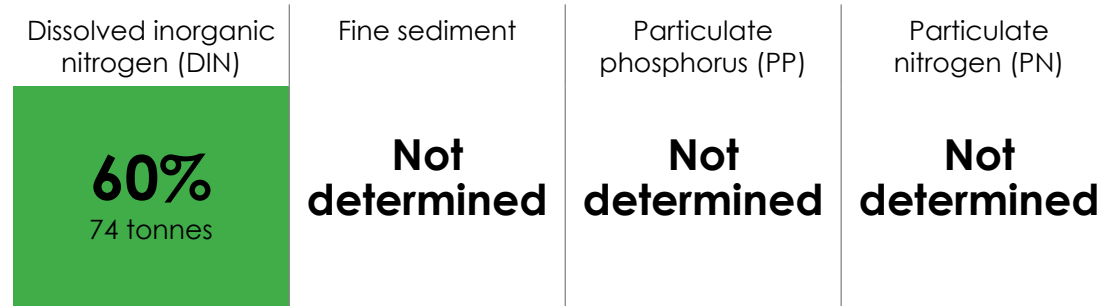 Dissolved inorganic
nitrogen (DIN)
60%
74 tonnes
Fine sediment
Not
determined
Particulate
phosphorus (PP)
Not
determined
Particulate
nitrogen (PN)
Not
determined